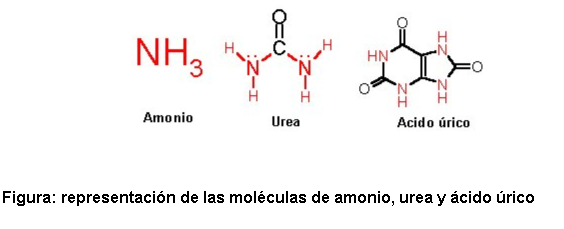 NH3
O
H H
C
N N
H H
O
HN H
N
O
O N N
H H
Amonio Urea Acido úrico
Figura: representación de las moléculas de amonio, urea y ácido úrico